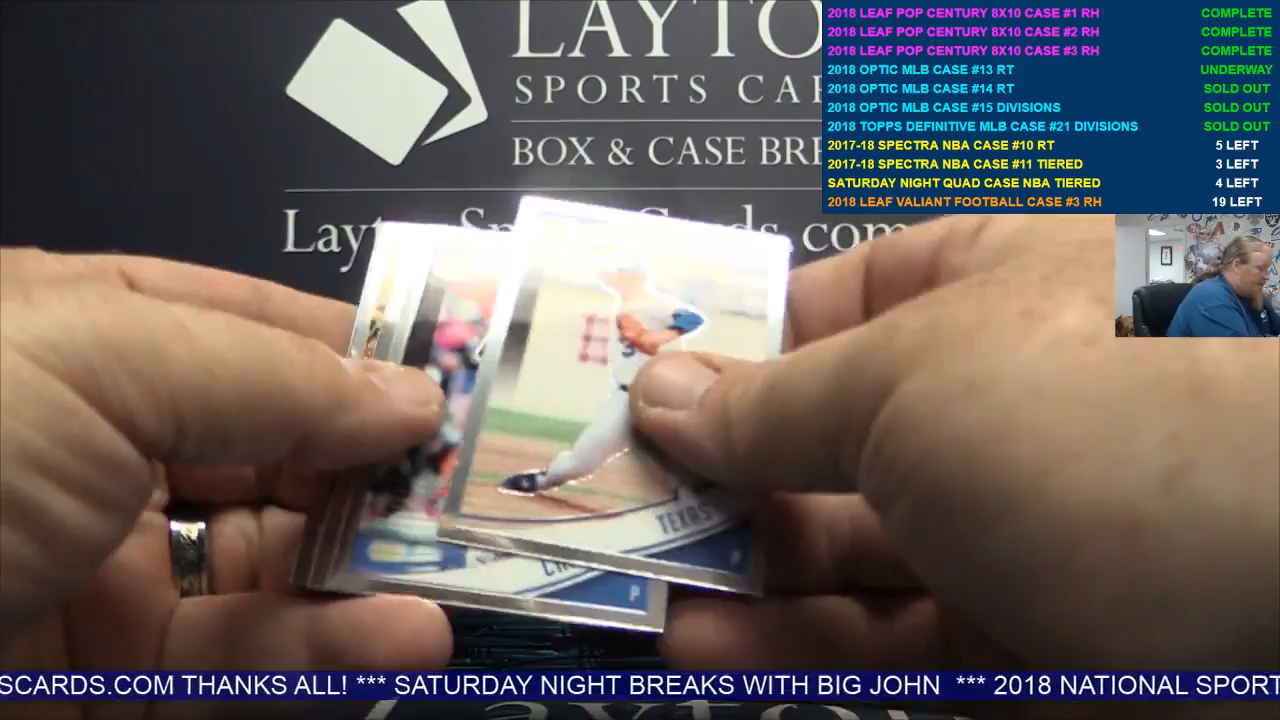 LAYTO
SPORTS CAR
BOX & CASE BRE
Layton Sports Cards.com
2018 LEAF POP CENTURY 8X10 CASE #1 RH COMPLETE
2018 LEAF POP CENTURY 8X10 CASE #2 RH COMPLETE
2018 LEAF POP CENTURY 8X10 CASE #3 RH COMPLETE
2018 OPTIC MLB CASE #13 RT UNDERWAY
2018 OPTIC MLB CASE #14 RT SOLD OUT
2018 OPTIC MLB CASE #15 DIVISIONS SOLD OUT
2018 TOPPS DEFINITIVE MLB CASE #21 DIVISIONS SOLD OUT
2017-18 SPECTRA NBA CASE #10 RT 5 LEFT
2017-18 SPECTRA NBA CASE #11 TIERED 3 LEFT
SATURDAY NIGHT QUAD CASE NBA TIERED 4 LEFT
2018 LEAF VALIANT FOOTBALL CASE #3 RH 19 LEFT
TEXAS
P
P
SCARDS.COM THANKS ALL! *** SATURDAY NIGHT BREAKS WITH BIG JOHN *** 2018 NATIONAL SPORT